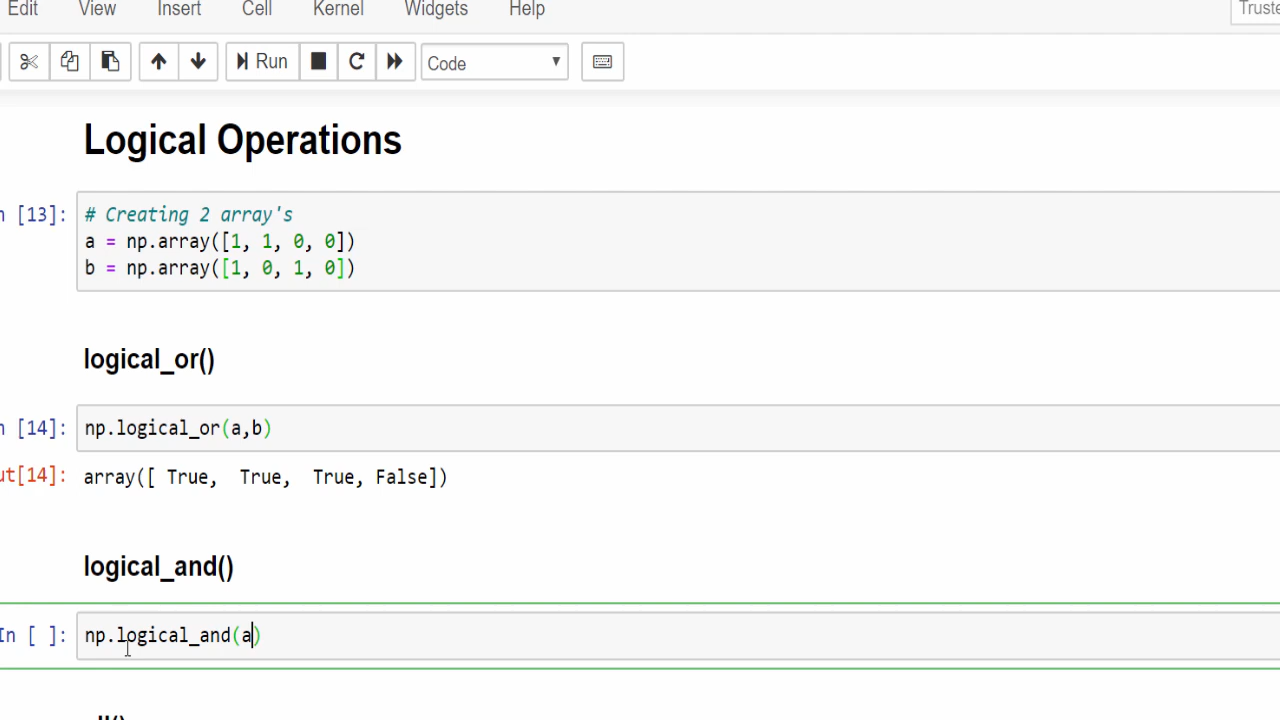 Edit View Insert Cell Kernel Widgets Help Truste
Run Code
Logical Operations
n [13]: # Creating 2 array's
a = np.array([1, 1, 0, 0])
b = np.array([1, 0, 1, 0])
logical_or()
n [14]: np.logical_or(a,b)
ut[14]: array([ True,  True,  True, False])
logical_and()
In [ ]: np.logical_and(a)